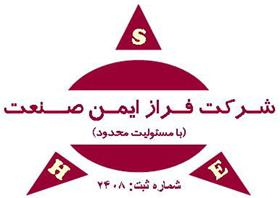 S
شرکت فراز ایمن صنعت
(با مسئولیت محدود)
H E
شماره ثبت: ۲۴۰۸